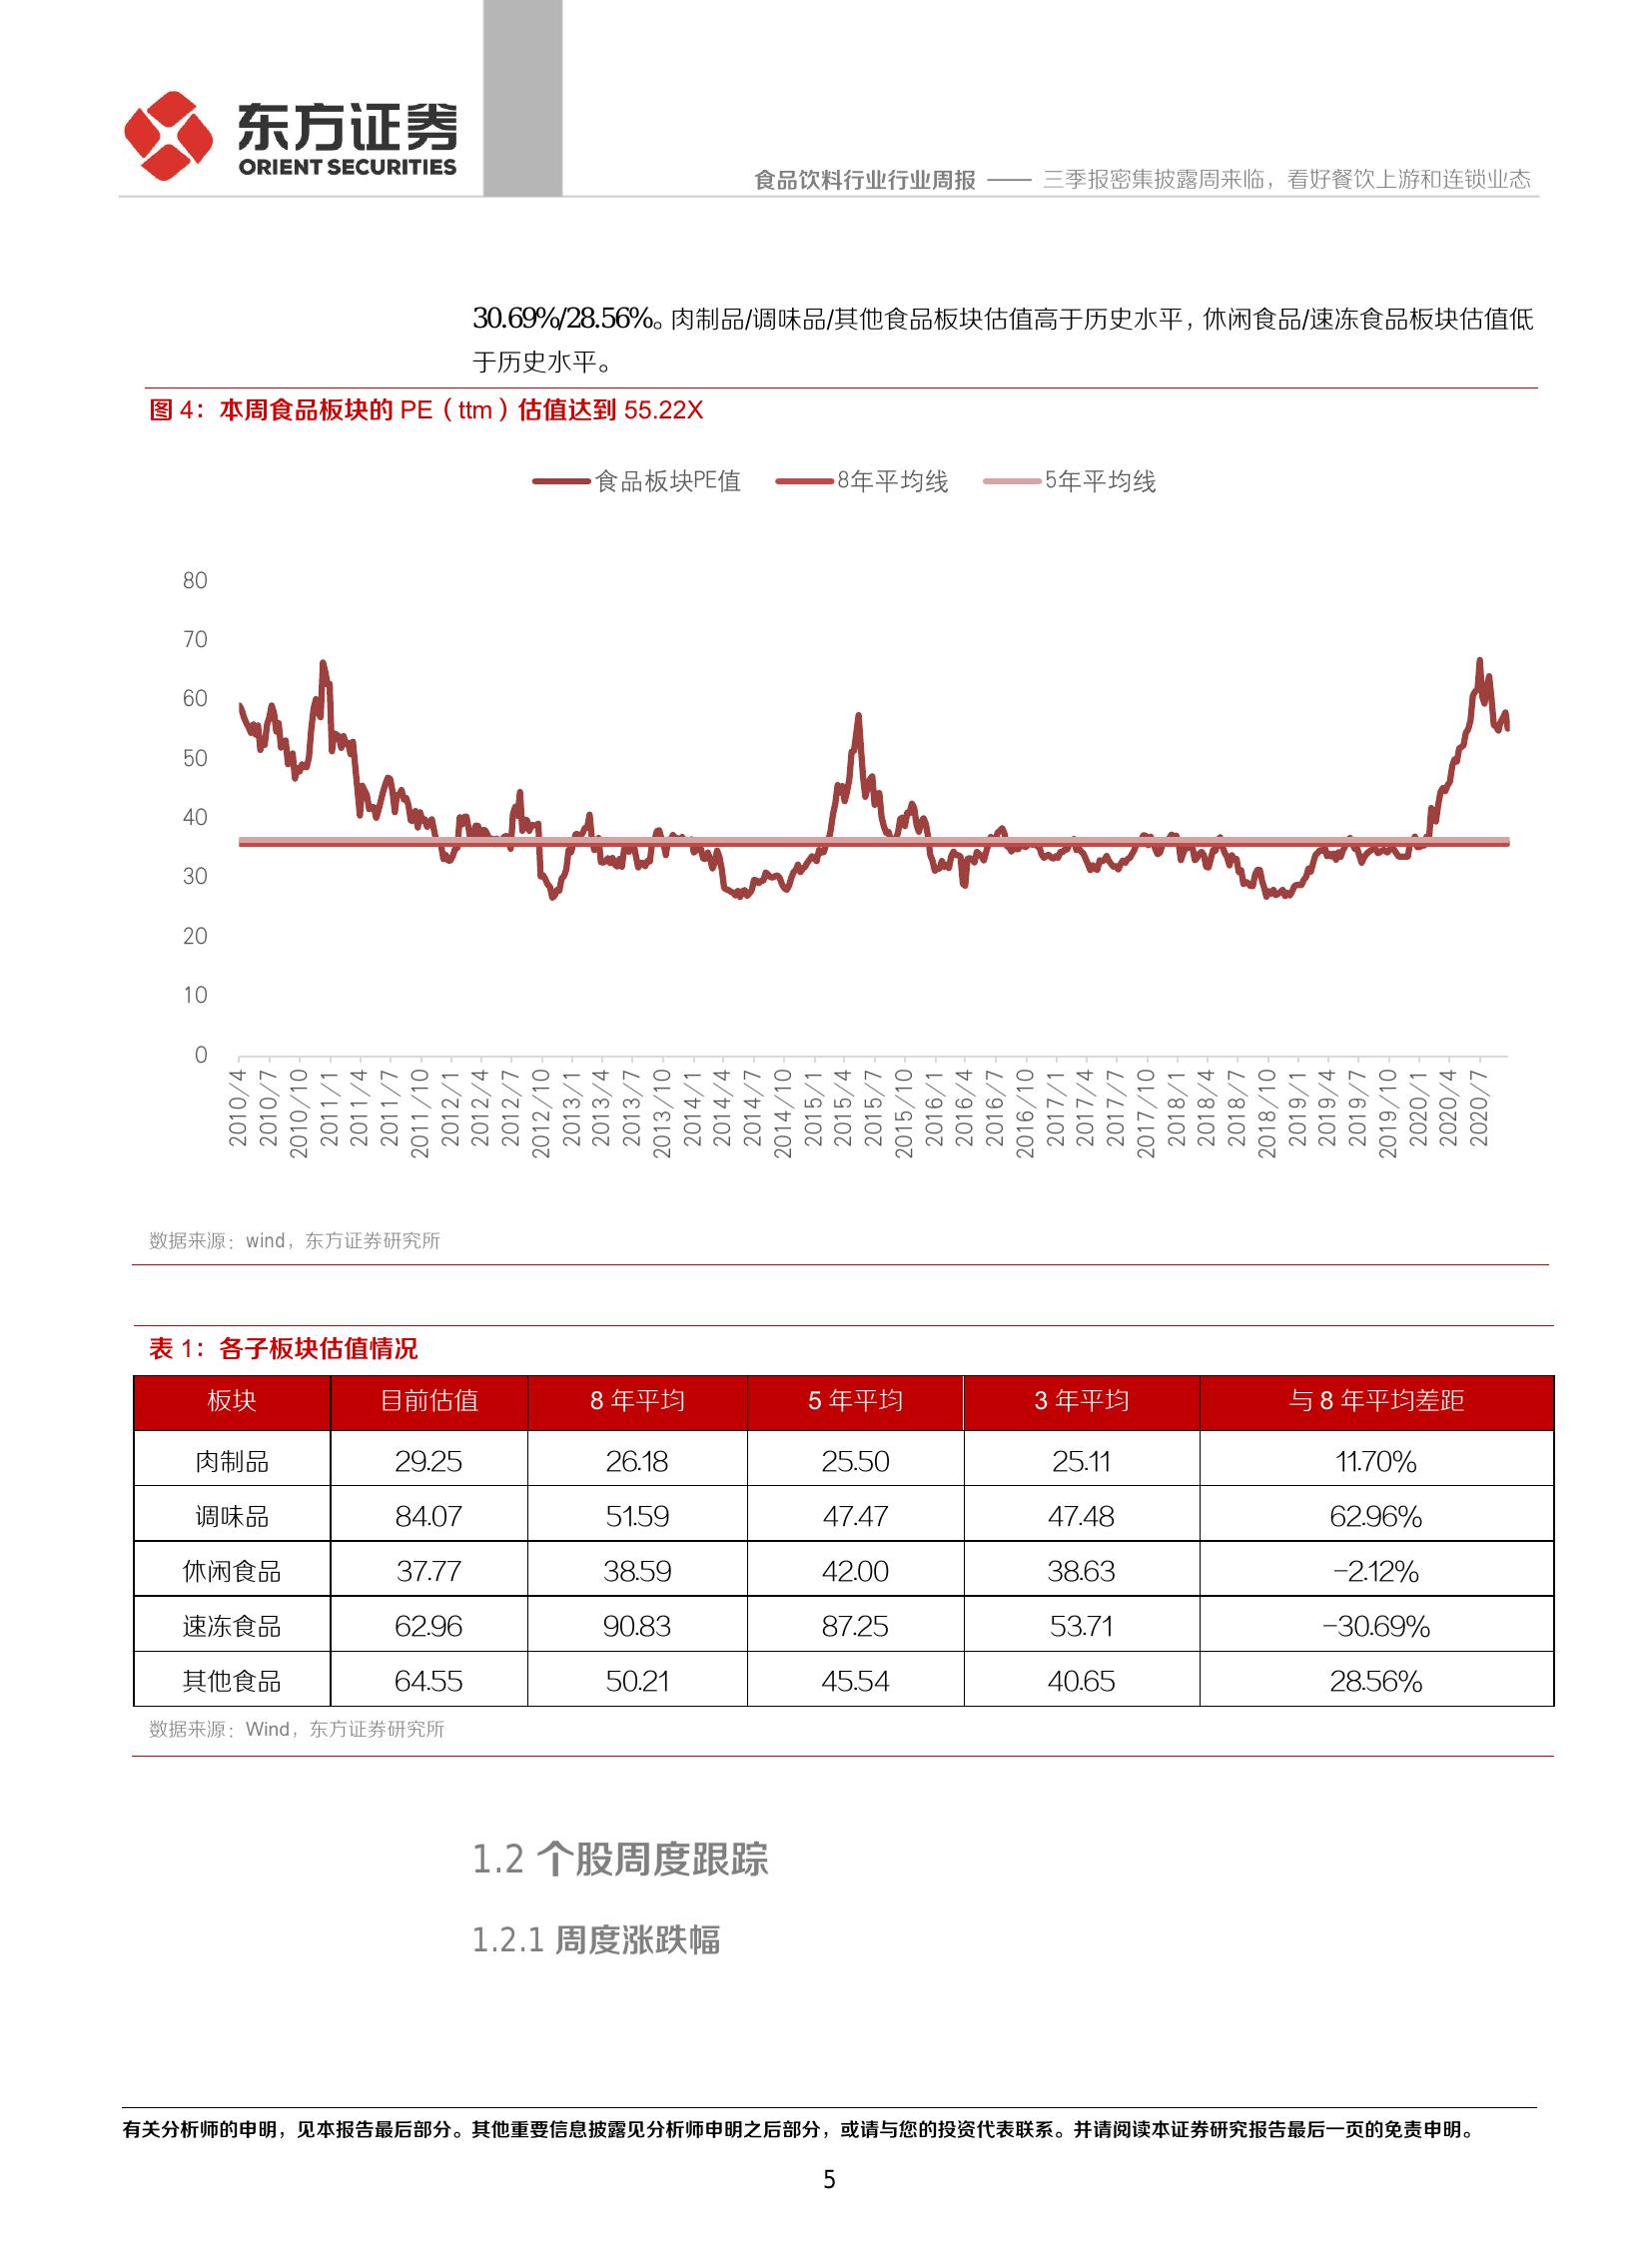 东方证券
ORIENT SECURITIES
食品饮料行业行业周报 —— 三季报密集披露周来临，看好餐饮上游和连锁业态
30.69%/28.56%。肉制品/调味品/其他食品板块估值高于历史水平，休闲食品/速冻食品板块估值低
于历史水平。
图 4：本周食品板块的 PE（ttm）估值达到 55.22X
食品板块PE值 8年平均线 5年平均线
80
70
60
50
40
30
20
10
0
2010/4 2010/7 2010/10 2011/1 2011/4 2011/7 2011/10 2012/1 2012/4 2012/7 2012/10 2013/1 2013/4 2013/7 2013/10 2014/1 2014/4 2014/7 2014/10 2015/1 2015/4 2015/7 2015/10 2016/1 2016/4 2016/7 2016/10 2017/1 2017/4 2017/7 2017/10 2018/1 2018/4 2018/7 2018/10 2019/1 2019/4 2019/7 2019/10 2020/1 2020/4 2020/7
数据来源：wind，东方证券研究所
表 1：各子板块估值情况
板块 目前估值 8 年平均 5 年平均 3 年平均 与 8 年平均差距
肉制品 29.25 26.18 25.50 25.11 11.70%
调味品 84.07 51.59 47.47 47.48 62.96%
休闲食品 37.77 38.59 42.00 38.63 -2.12%
速冻食品 62.96 90.83 87.25 53.71 -30.69%
其他食品 64.55 50.21 45.54 40.65 28.56%
数据来源：Wind，东方证券研究所
1.2 个股周度跟踪
1.2.1 周度涨跌幅
有关分析师的申明，见本报告最后部分。其他重要信息披露见分析师申明之后部分，或请与您的投资代表联系。并请阅读本证券研究报告最后一页的免责申明。
5